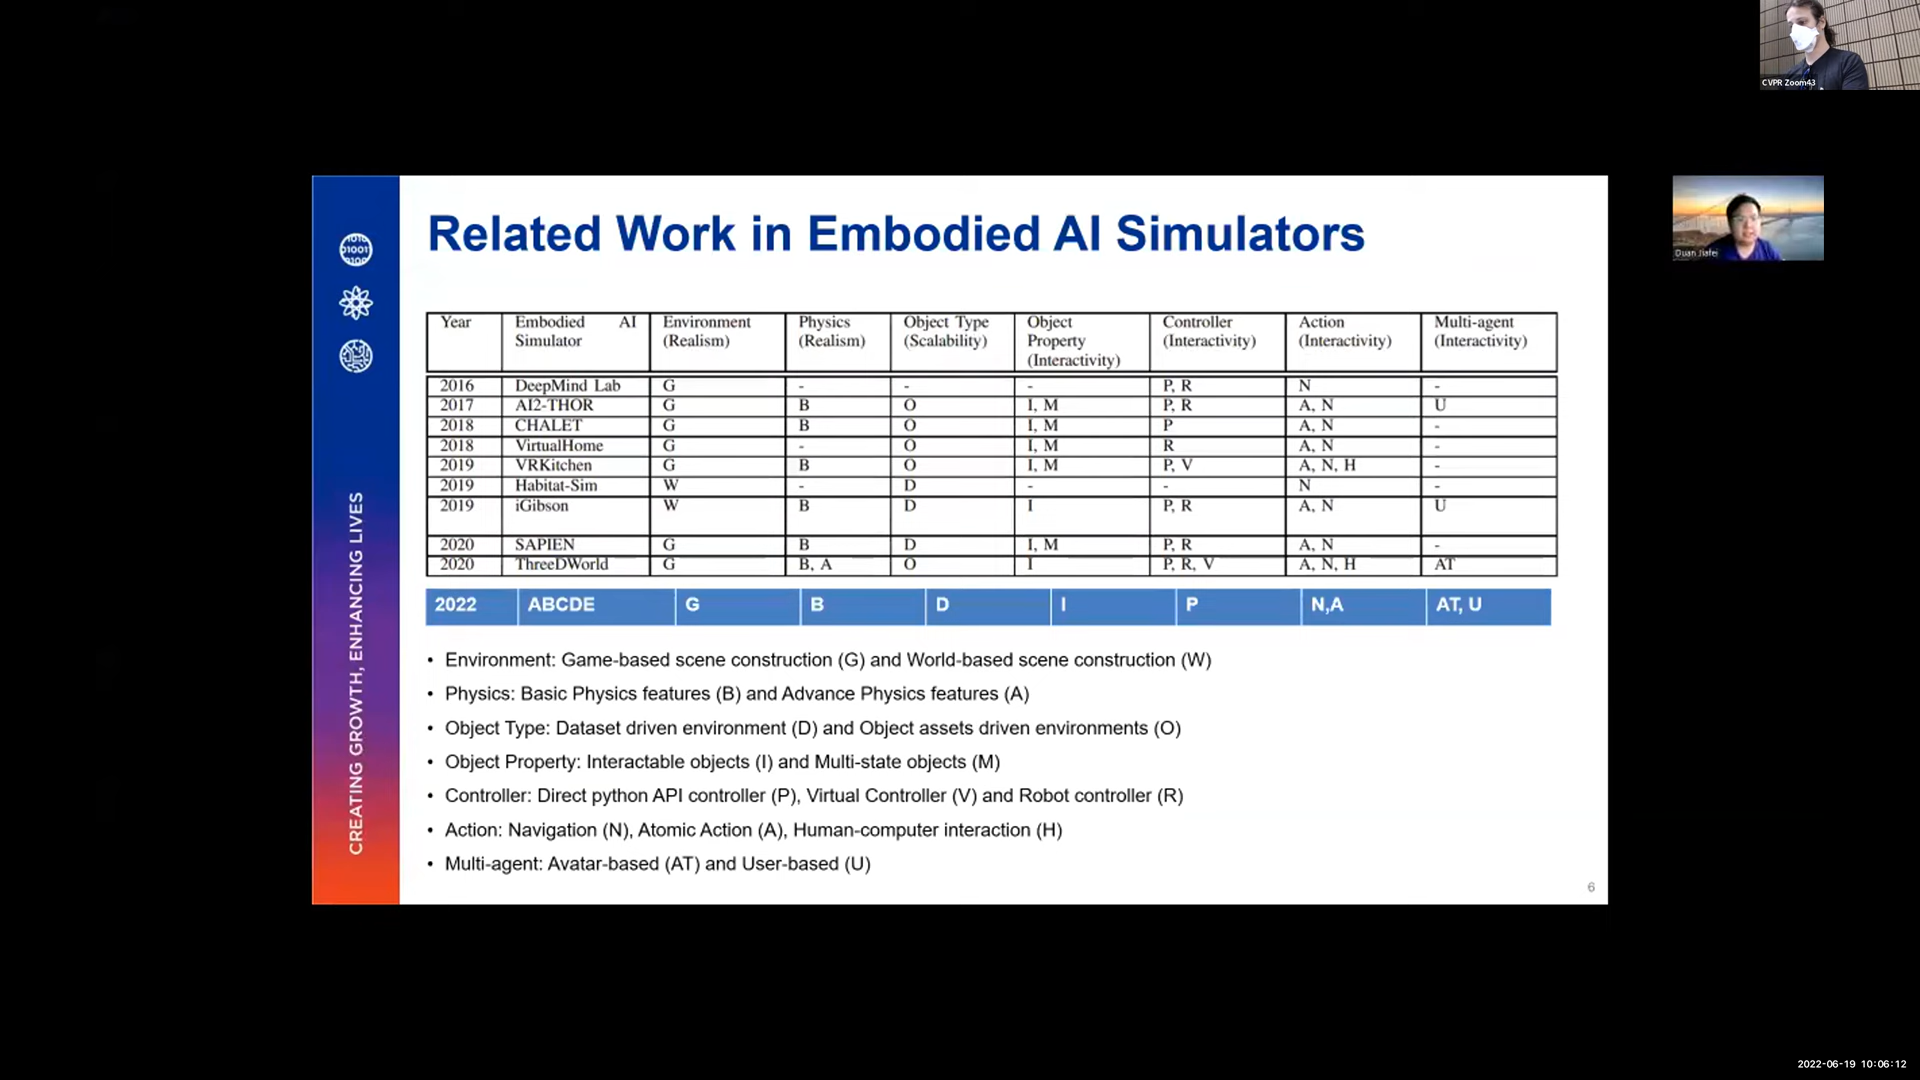 CVPR Zoom43
Duan Jiafei
1010
01001
0100
CREATING GROWTH, ENHANCING LIVES
Related Work in Embodied AI Simulators
Year Embodied AI Simulator Environment (Realism) Physics (Realism) Object Type (Scalability) Object Property (Interactivity) Controller (Interactivity) Action (Interactivity) Multi-agent (Interactivity)
2016 DeepMind Lab G - - - P, R N -
2017 AI2-THOR G B O I, M P, R A, N U
2018 CHALET G B O I, M P A, N -
2018 VirtualHome G - O I, M R A, N -
2019 VRKitchen G B O I, M P, V A, N, H -
2019 Habitat-Sim W - D - - N -
2019 iGibson W B D I P, R A, N U
2020 SAPIEN G B D I, M P, R A, N -
2020 ThreeDWorld G B, A O I P, R, V A, N, H AT
2022 ABCDE G B D I P N,A AT, U
• Environment: Game-based scene construction (G) and World-based scene construction (W)
• Physics: Basic Physics features (B) and Advance Physics features (A)
• Object Type: Dataset driven environment (D) and Object assets driven environments (O)
• Object Property: Interactable objects (I) and Multi-state objects (M)
• Controller: Direct python API controller (P), Virtual Controller (V) and Robot controller (R)
• Action: Navigation (N), Atomic Action (A), Human-computer interaction (H)
• Multi-agent: Avatar-based (AT) and User-based (U)
6
2022-06-19 10:06:12